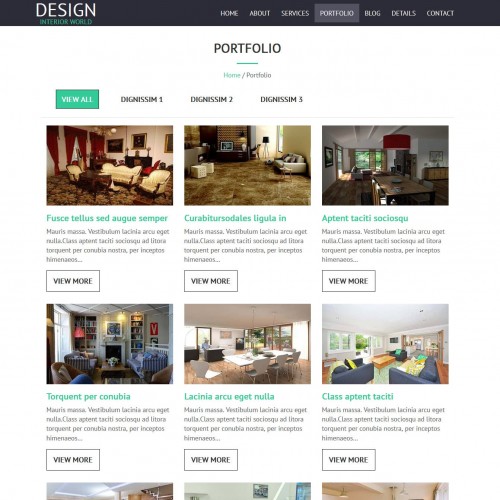 DESIGN
INTERIOR WORLD
HOME ABOUT SERVICES PORTFOLIO BLOG DETAILS CONTACT
PORTFOLIO
Home / Portfolio
VIEW ALL DIGNISSIM 1 DIGNISSIM 2 DIGNISSIM 3
Fusce tellus sed augue semper
Mauris massa. Vestibulum lacinia arcu eget
nulla.Class aptent taciti sociosqu ad litora
torquent per conubia nostra, per inceptos
himenaeos...
VIEW MORE
Curabitursodales ligula in
Mauris massa. Vestibulum lacinia arcu eget
nulla.Class aptent taciti sociosqu ad litora
torquent per conubia nostra, per inceptos
himenaeos...
VIEW MORE
Aptent taciti sociosqu
Mauris massa. Vestibulum lacinia arcu eget
nulla.Class aptent taciti sociosqu ad litora
torquent per conubia nostra, per inceptos
himenaeos...
VIEW MORE
Torquent per conubia
Mauris massa. Vestibulum lacinia arcu eget
nulla.Class aptent taciti sociosqu ad litora
torquent per conubia nostra, per inceptos
himenaeos...
VIEW MORE
Lacinia arcu eget nulla
Mauris massa. Vestibulum lacinia arcu eget
nulla.Class aptent taciti sociosqu ad litora
torquent per conubia nostra, per inceptos
himenaeos...
VIEW MORE
Class aptent taciti
Mauris massa. Vestibulum lacinia arcu eget
nulla.Class aptent taciti sociosqu ad litora
torquent per conubia nostra, per inceptos
himenaeos...
VIEW MORE